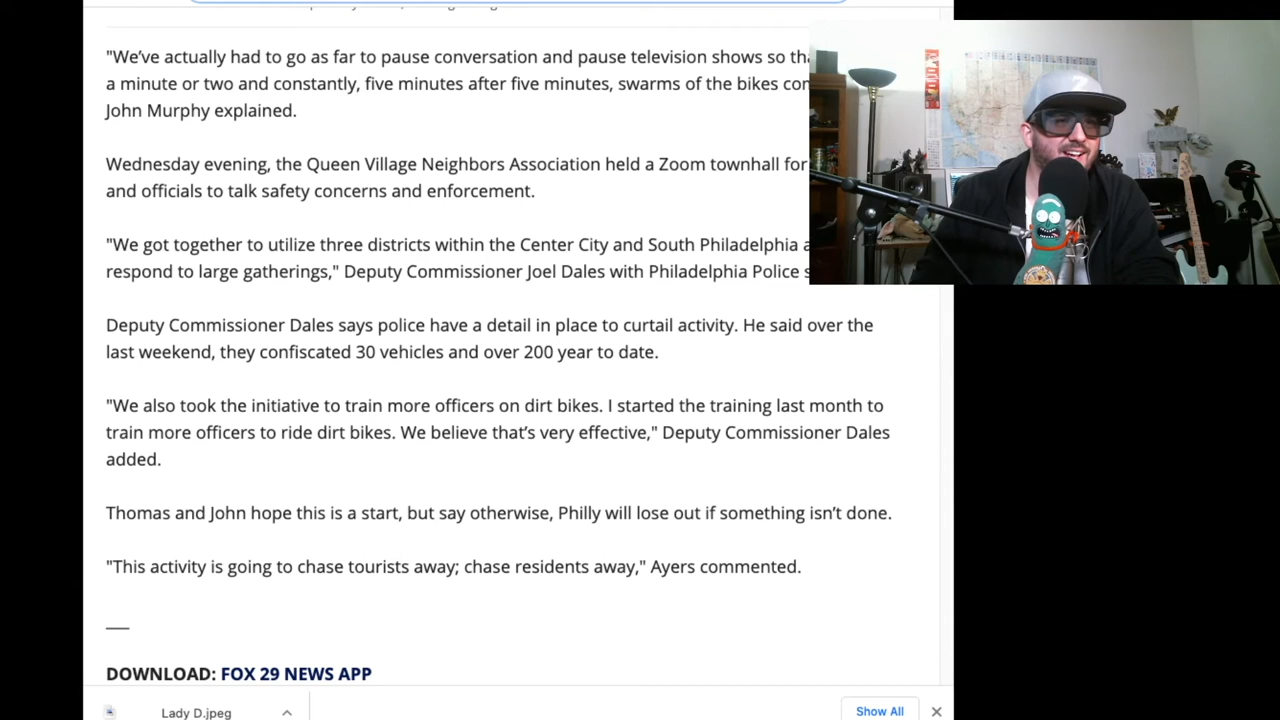 "We've actually had to go as far to pause conversation and pause television shows so
a minute or two and constantly, five minutes after five minutes, swarms of the bikes
John Murphy explained.
Wednesday evening, the Queen Village Neighbors Association held a Zoom townhall for
and officials to talk safety concerns and enforcement.
"We got together to utilize three districts within the Center City and South Philadelphia
respond to large gatherings," Deputy Commissioner Joel Dales with Philadelphia Police
Deputy Commissioner Dales says police have a detail in place to curtail activity. He said over the
last weekend, they confiscated 30 vehicles and over 200 year to date.
"We also took the initiative to train more officers on dirt bikes. I started the training last month to
train more officers to ride dirt bikes. We believe that's very effective," Deputy Commissioner Dales
added.
Thomas and John hope this is a start, but say otherwise, Philly will lose out if something isn't done.
"This activity is going to chase tourists away; chase residents away," Ayers commented.
DOWNLOAD: FOX 29 NEWS APP
Lady D.jpeg
Show All